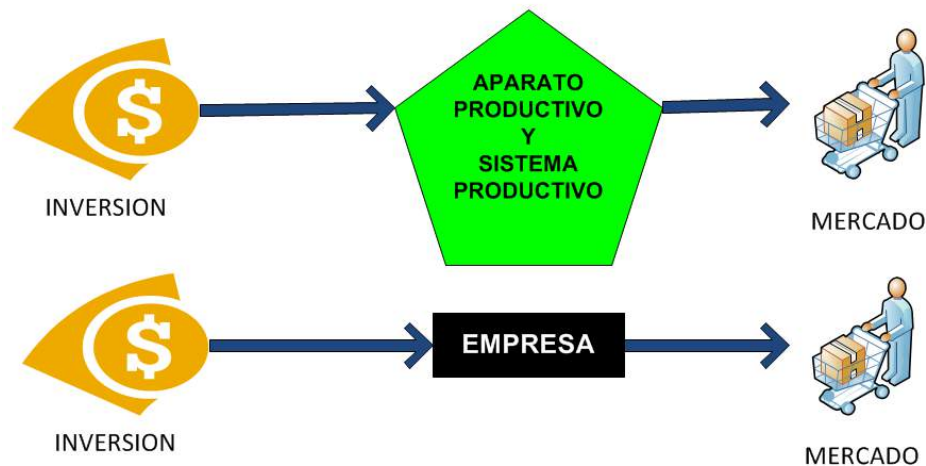 $
INVERSION
APARATO
PRODUCTIVO
Y
SISTEMA
PRODUCTIVO
MERCADO
$
INVERSION
EMPRESA
MERCADO